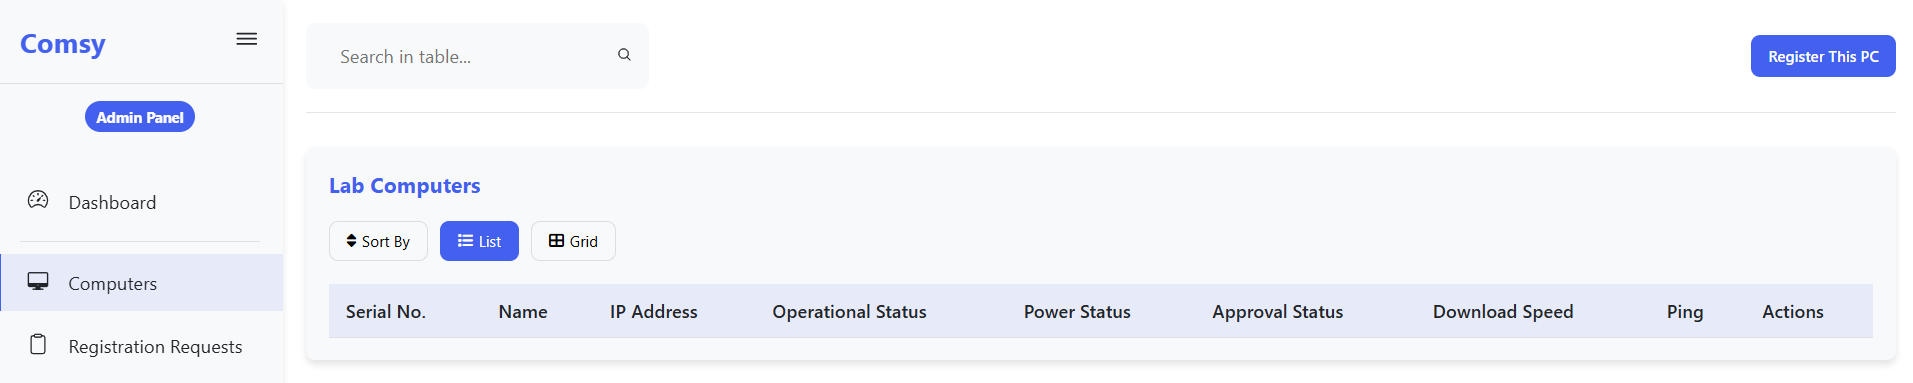 Comsy
Admin Panel
Dashboard
Computers
Registration Requests
Search in table...
Register This PC
Lab Computers
Sort By List Grid
Serial No. Name IP Address Operational Status Power Status Approval Status Download Speed Ping Actions